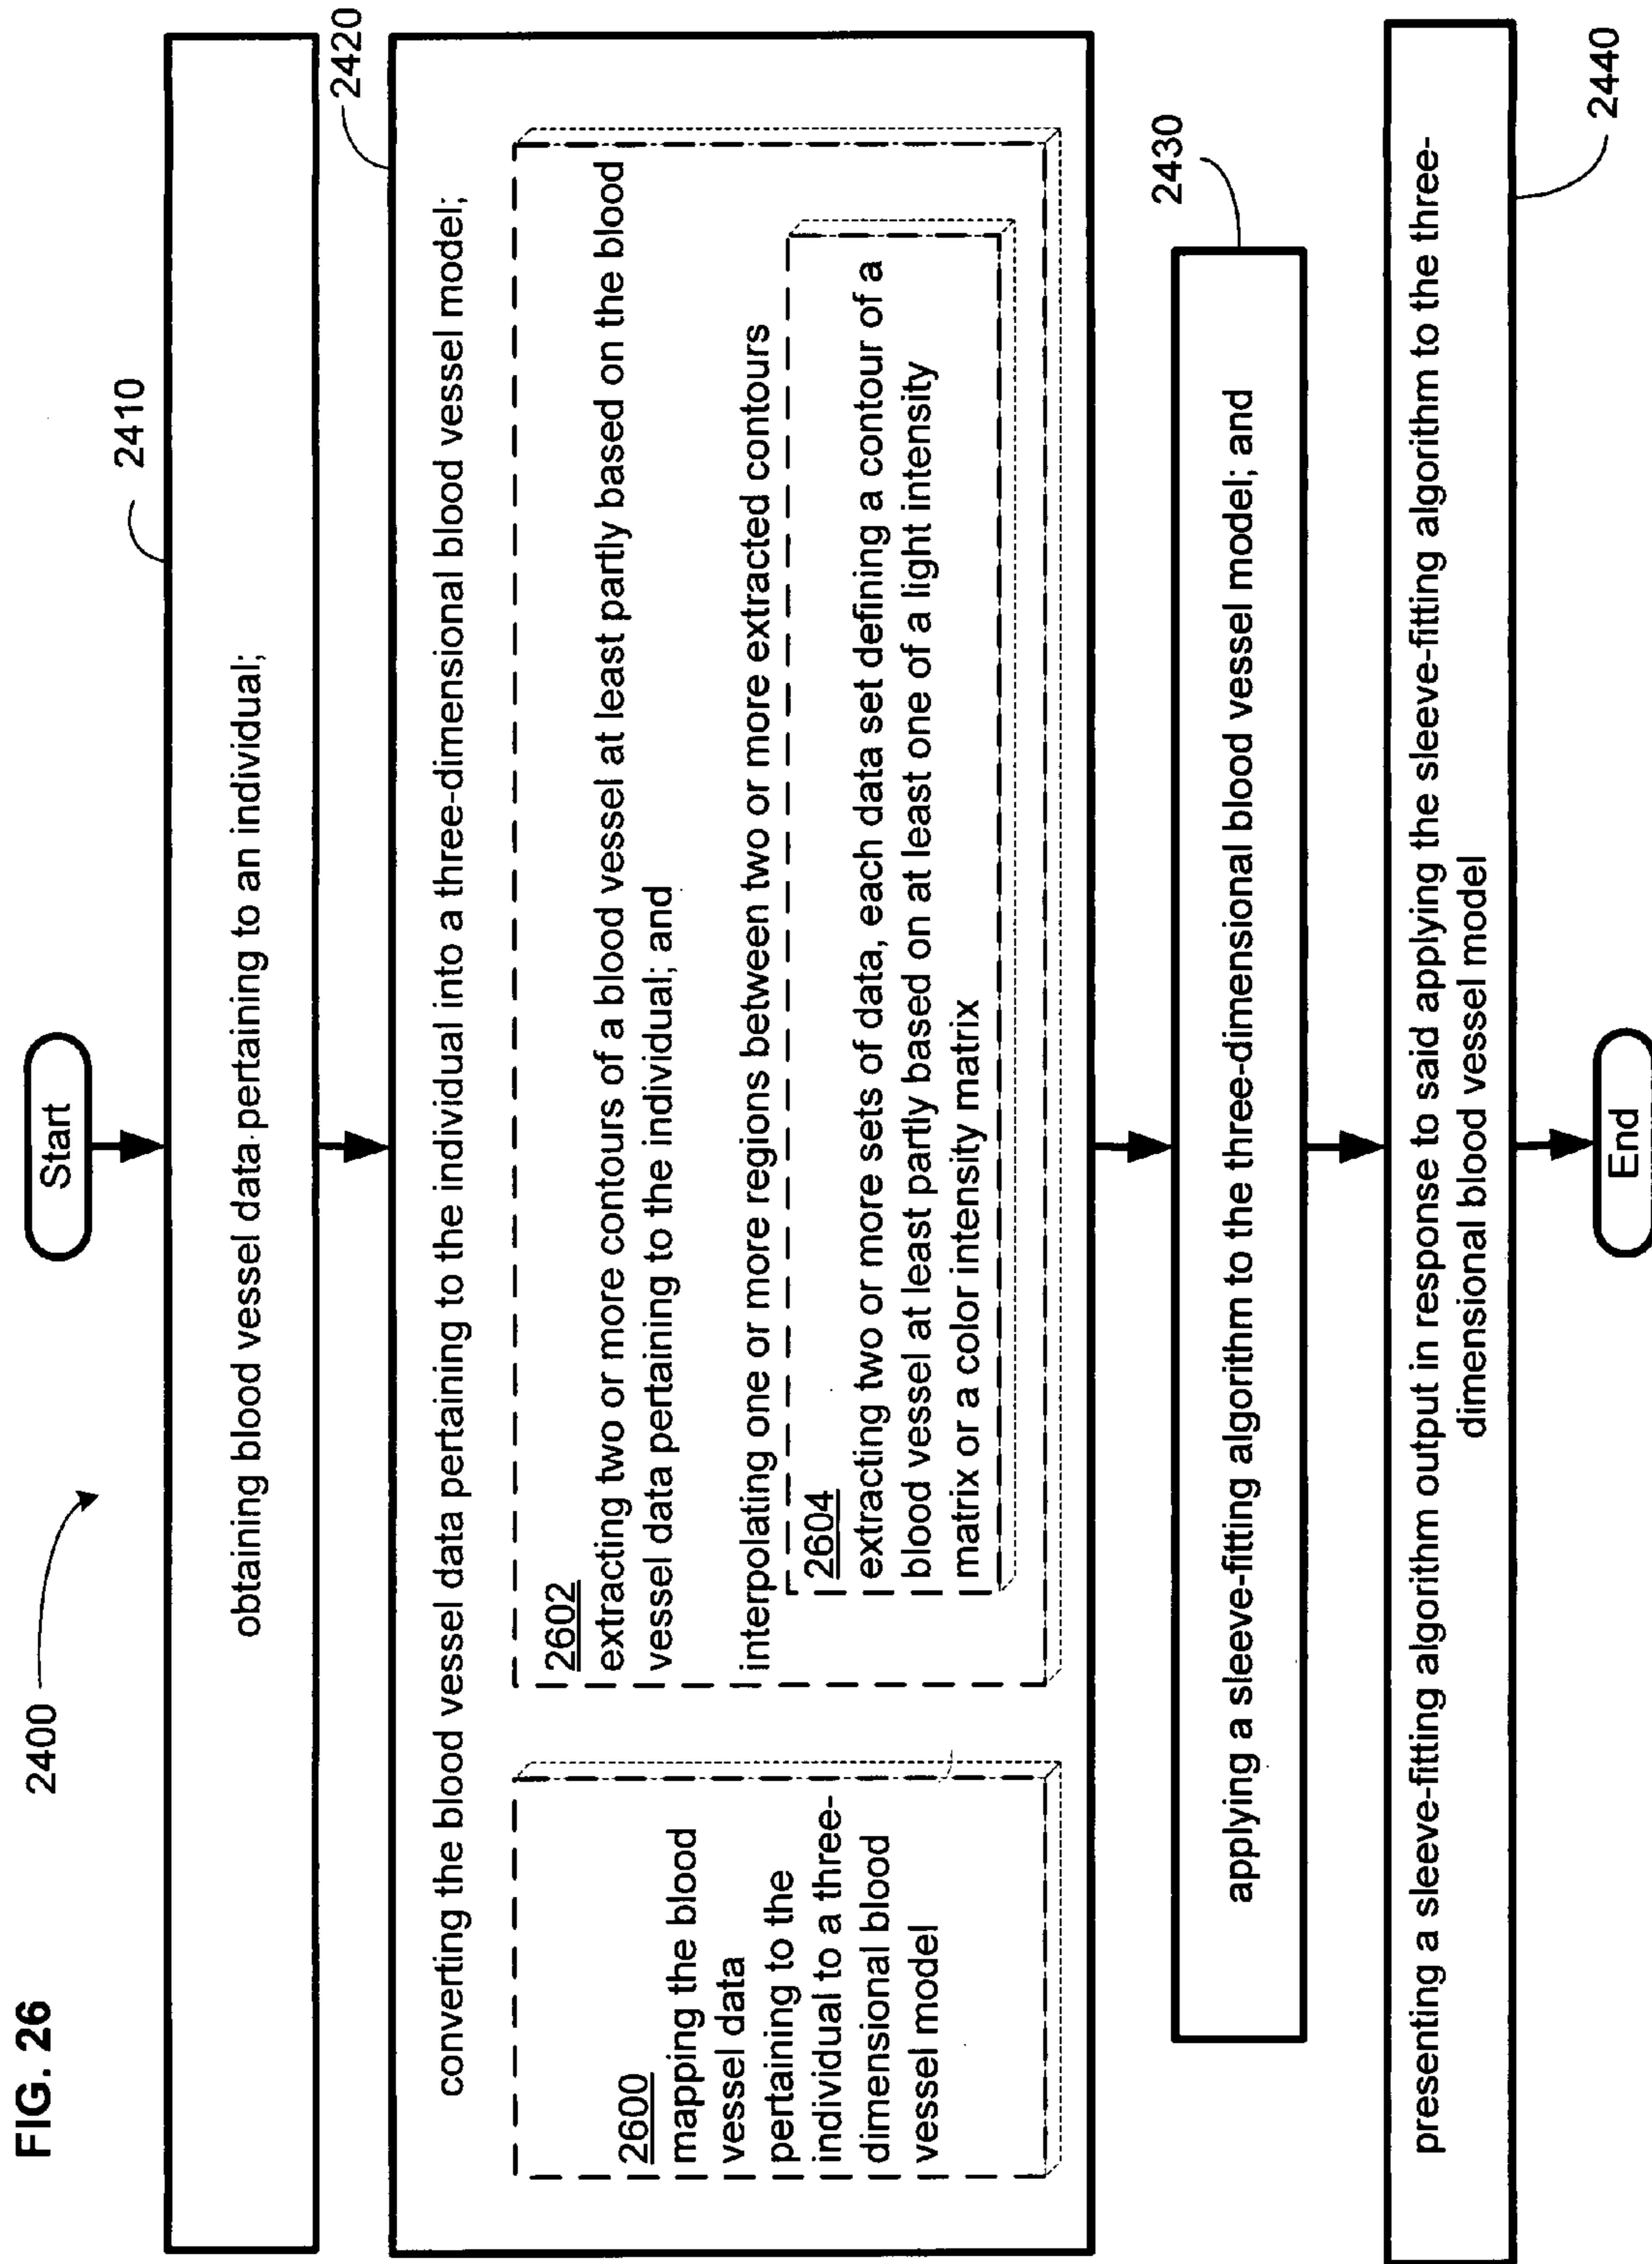 FIG. 26
2400
Start
2410
obtaining blood vessel data pertaining to an individual;
2420
converting the blood vessel data pertaining to the individual into a three-dimensional blood vessel model;
2600
mapping the blood
vessel data
pertaining to the
individual to a three-
dimensional blood
vessel model
2602
extracting two or more contours of a blood vessel at least partly based on the blood
vessel data pertaining to the individual; and
interpolating one or more regions between two or more extracted contours
2604
extracting two or more sets of data, each data set defining a contour of a
blood vessel at least partly based on at least one of a light intensity
matrix or a color intensity matrix
2430
applying a sleeve-fitting algorithm to the three-dimensional blood vessel model; and
presenting a sleeve-fitting algorithm output in response to said applying the sleeve-fitting algorithm to the three-
dimensional blood vessel model
2440
End